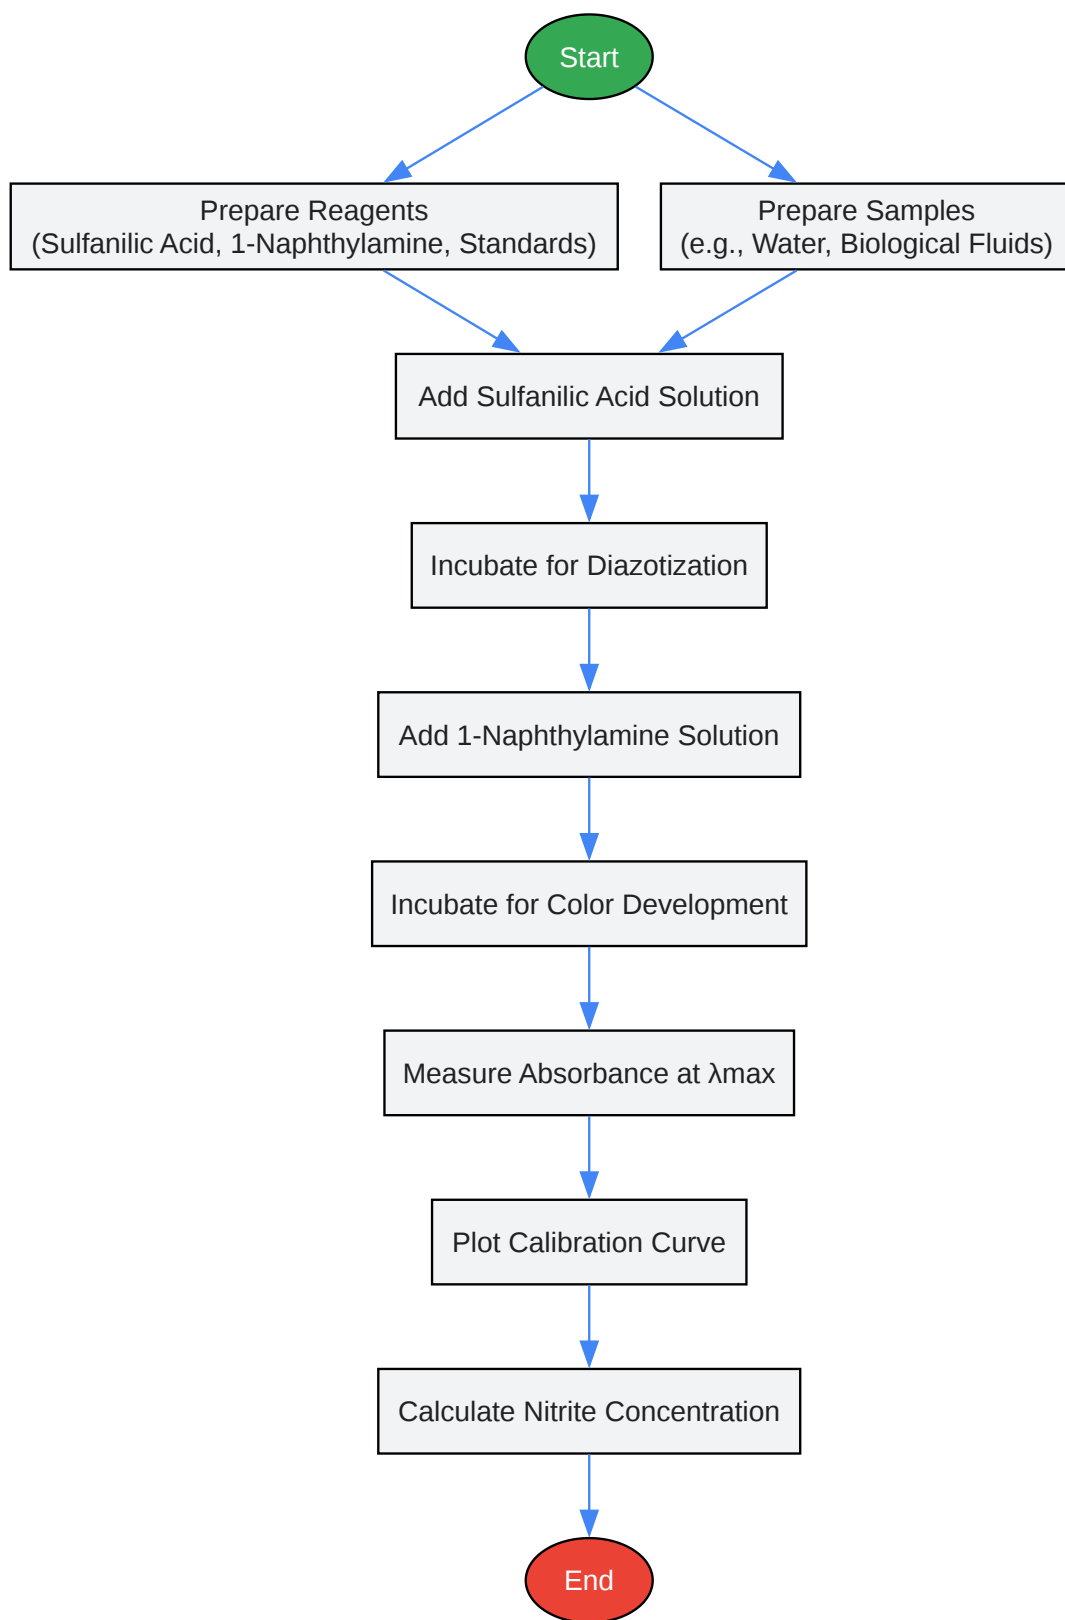 Start
Prepare Reagents
(Sulfanilic Acid, 1-Naphthylamine, Standards)
Prepare Samples
(e.g., Water, Biological Fluids)
Add Sulfanilic Acid Solution
Incubate for Diazotization
Add 1-Naphthylamine Solution
Incubate for Color Development
Measure Absorbance at λmax
Plot Calibration Curve
Calculate Nitrite Concentration
End